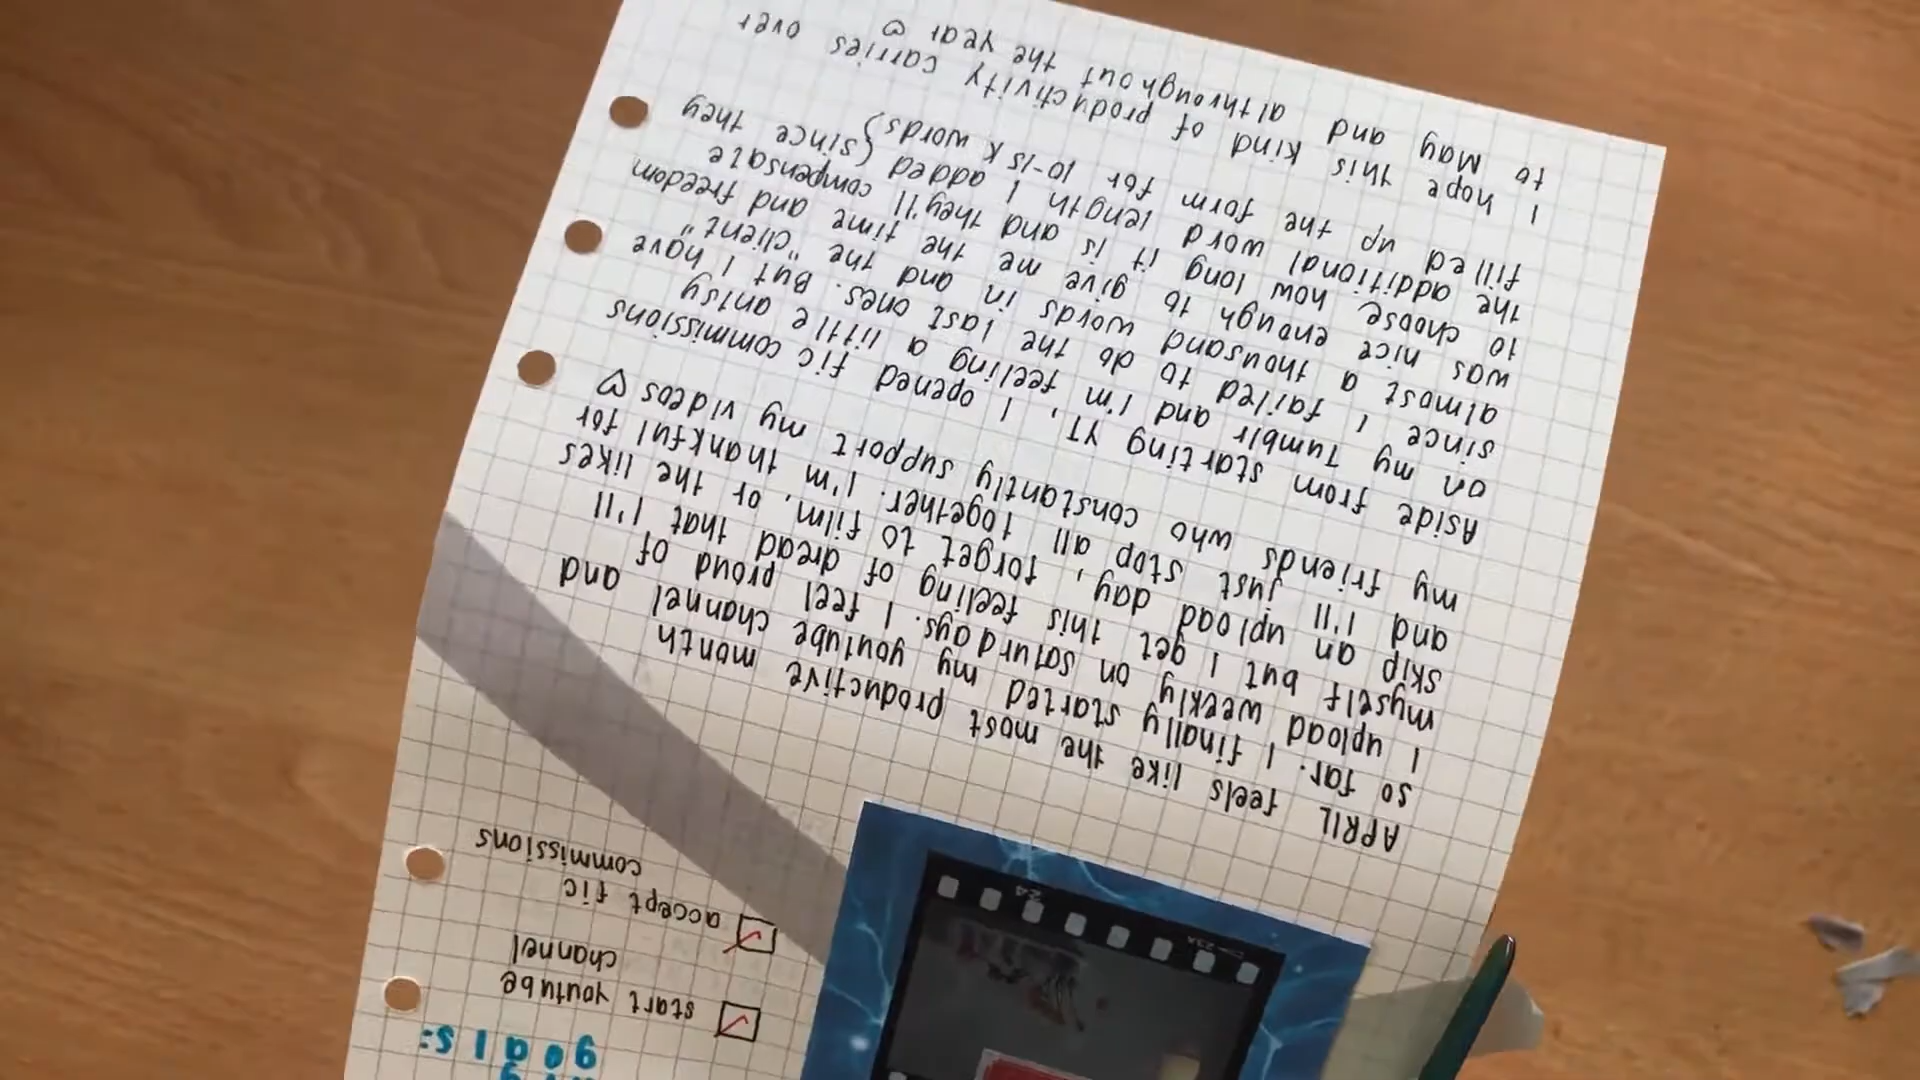 goals:
start youtube
channel
accept fic
commissions
24
23A
APRIL feels like the most productive month
so far. I finally started my youtube channel and
I upload weekly on saturdays. I feel proud of
myself but I get this feeling of dread that I'll
skip an upload day, forget to film, or the likes
and I'll just stop all together. I'm thankful for
my friends who constantly support my videos ♡
Aside from starting YT, I opened fic commissions
on my Tumblr and I'm feeling a little antsy
since I failed to do the last ones. But I have
almost a thousand words in and the "client"
was nice enough to give me the time and freedom
to choose how long it is and they'll compensate
the additional word length I added (since they
filled up the form for 10-15 K words)
I hope this kind of productivity carries over
to May and althroughout the year ♡